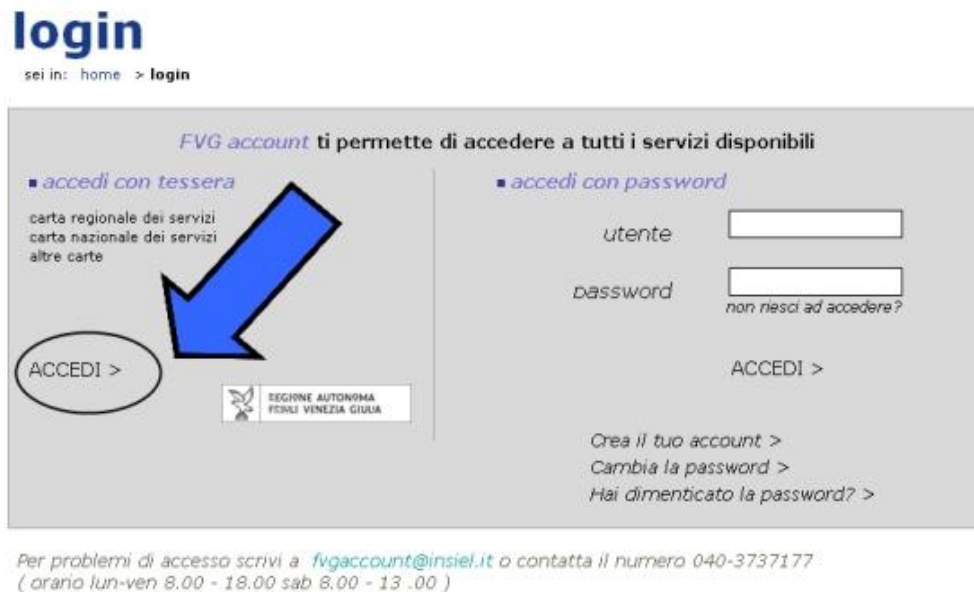 login
sei in: home > login
FVG account ti permette di accedere a tutti i servizi disponibili
accedi con tessera
carta regionale dei servizi
carta nazionale dei servizi
altre carte
ACCEDI >
REGIONE AUTONOMA
FRIULI VENEZIA GIULIA
accedi con password
utente
password
non riesci ad accedere?
ACCEDI >
Crea il tuo account >
Cambia la password >
Hai dimenticato la password? >
Per problemi di accesso scrivi a fvgaccount@insiel.it o contatta il numero 040-3737177
( orario lun-ven 8.00 - 18.00 sab 8.00 - 13 .00 )